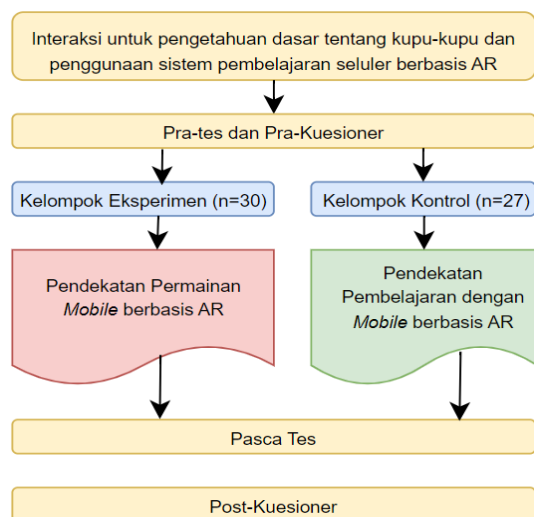 Interaksi untuk pengetahuan dasar tentang kupu-kupu dan
penggunaan sistem pembelajaran seluler berbasis AR
Pra-tes dan Pra-Kuesioner
Kelompok Eksperimen (n=30)
Kelompok Kontrol (n=27)
Pendekatan Permainan
Mobile berbasis AR
Pendekatan
Pembelajaran dengan
Mobile berbasis AR
Pasca Tes
Post-Kuesioner